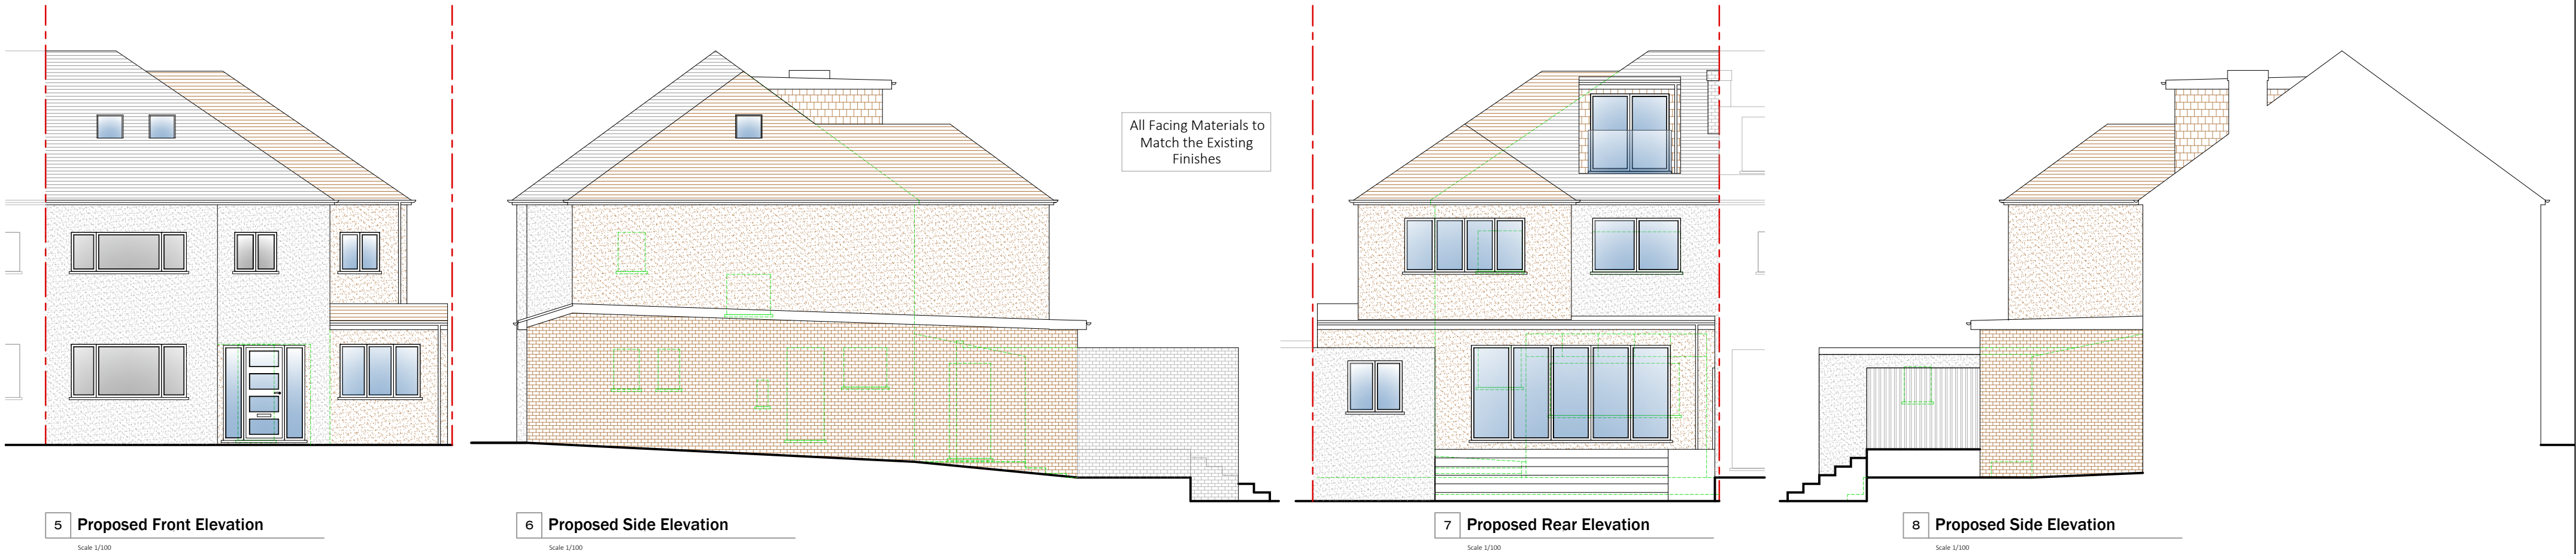 All Facing Materials to
Match the Existing
Finishes
5 Proposed Front Elevation
Scale 1/100
6 Proposed Side Elevation
Scale 1/100
7 Proposed Rear Elevation
Scale 1/100
8 Proposed Side Elevation
Scale 1/100